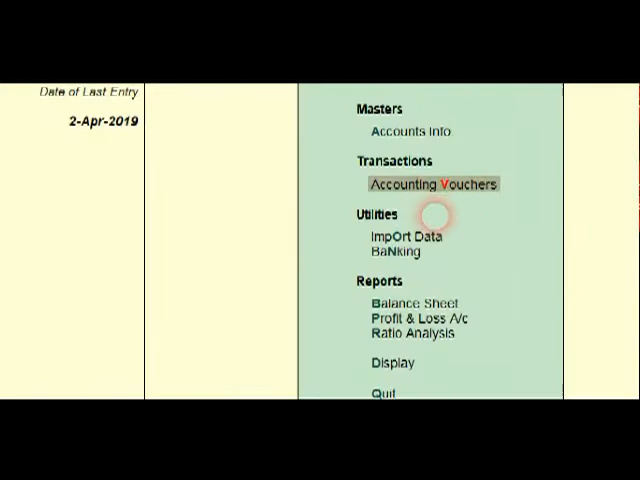 Date of Last Entry
2-Apr-2019
Masters
Accounts Info
Transactions
Accounting Vouchers
Utilities
ImpOrt Data
BaNking
Reports
Balance Sheet
Profit & Loss A/c
Ratio Analysis
Display
Quit